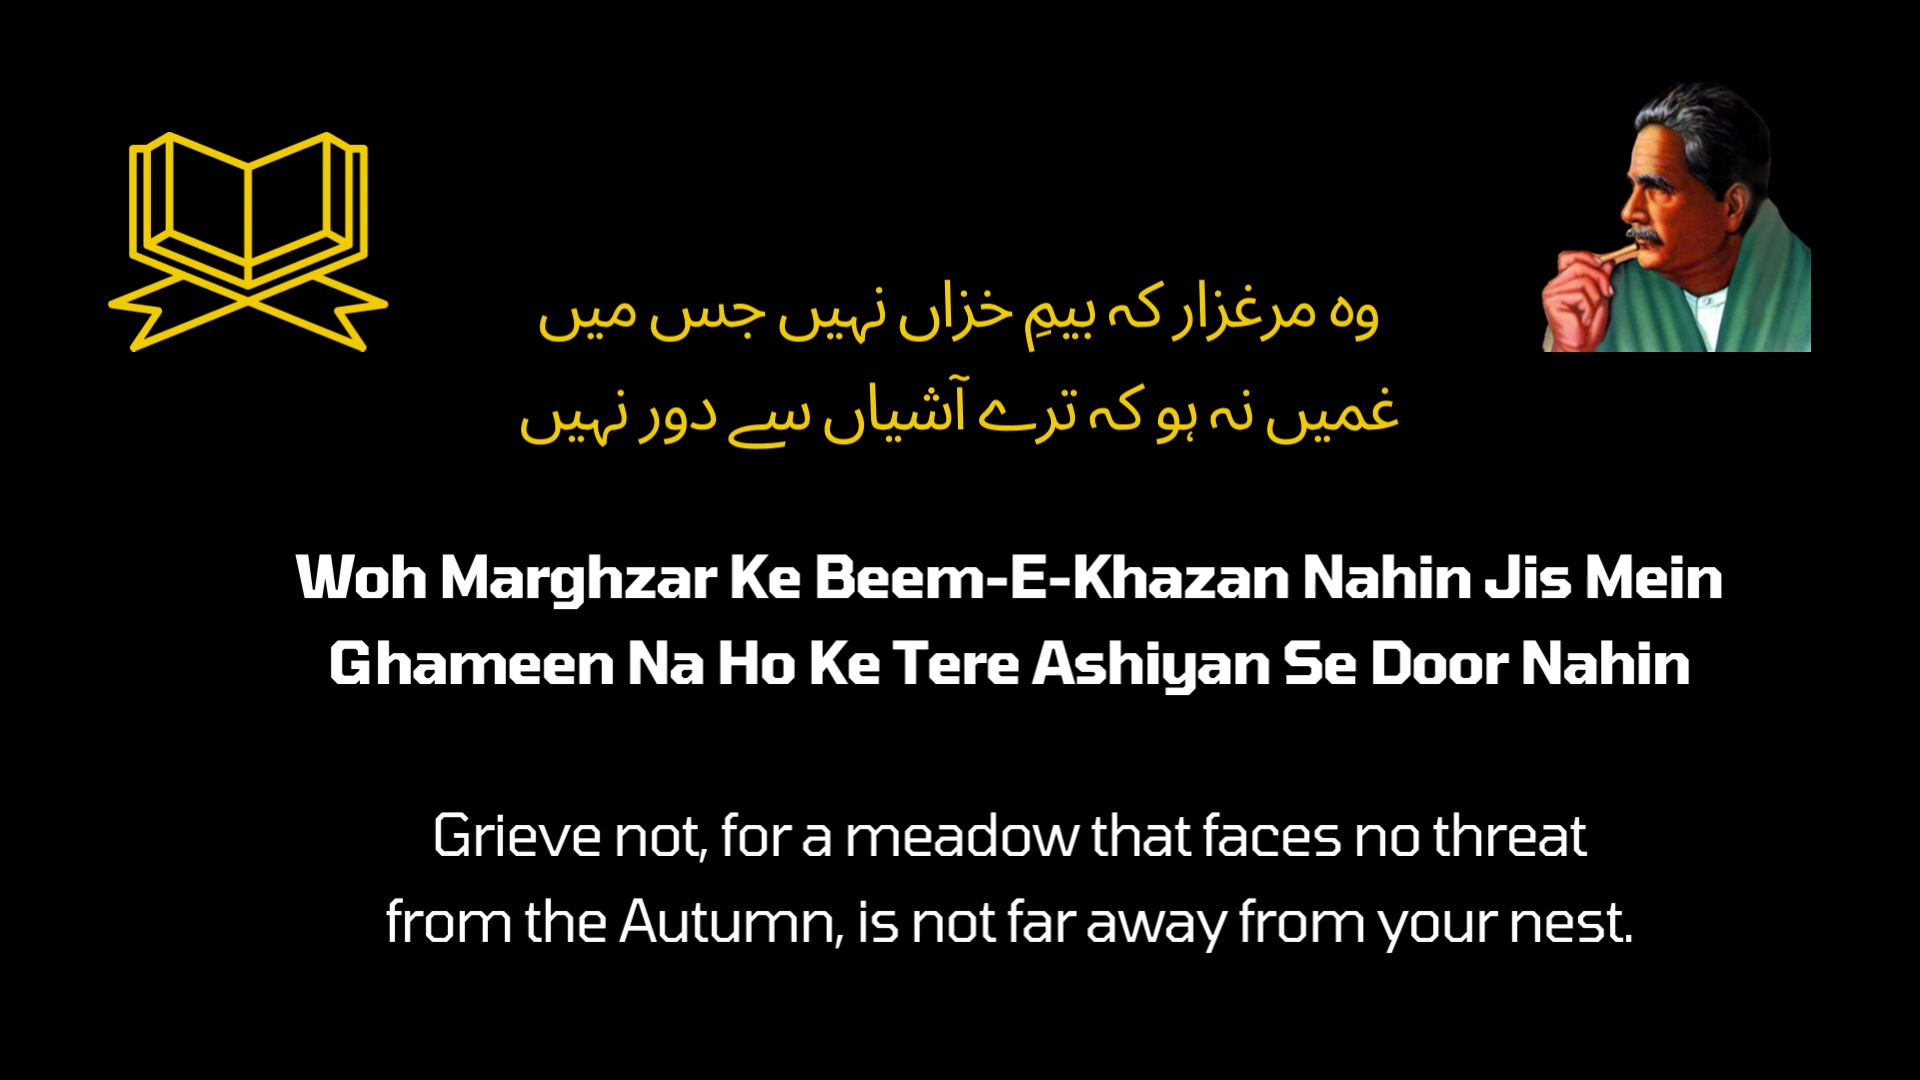 وہ مرغزار کہ بیمِ خزاں نہیں جس میں
غمیں نہ ہو کہ ترے آشیاں سے دور نہیں
Woh Marghzar Ke Beem-E-Khazan Nahin Jis Mein
Ghameen Na Ho Ke Tere Ashiyan Se Door Nahin
Grieve not, for a meadow that faces no threat
from the Autumn, is not far away from your nest.